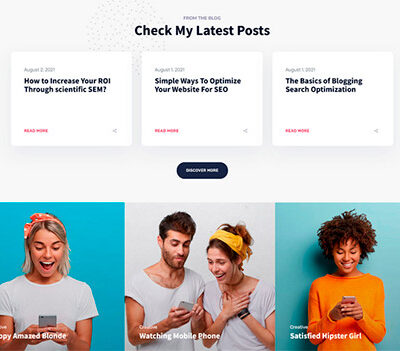 FROM THE BLOG
Check My Latest Posts
August 2, 2021
How to Increase Your ROI
Through scientific SEM?
READ MORE
August 1, 2021
Simple Ways To Optimize
Your Website For SEO
READ MORE
August 1, 2021
The Basics of Blogging
Search Optimization
READ MORE
DISCOVER MORE
Creative
ppy Amazed Blonde
Creative
Watching Mobile Phone
Creative
Satisfied Hipster Girl